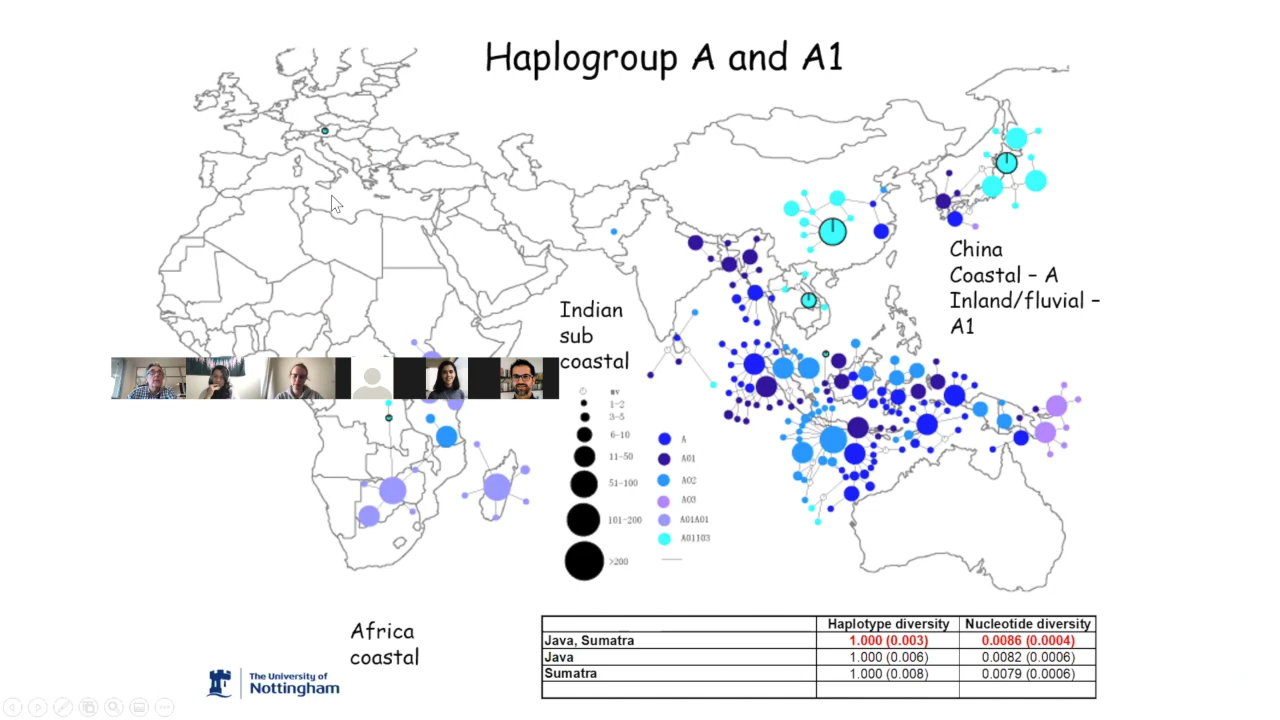 Haplogroup A and A1
China
Coastal – A
Inland/fluvial –
A1
Indian
sub
coastal
mv
1-2
3-5
6-10
11-50
51-100
101-200
>200
A
A01
A02
A03
A01A01
A01103
Africa
coastal
Haplotype diversity Nucleotide diversity
Java, Sumatra 1.000 (0.003) 0.0086 (0.0004)
Java 1.000 (0.006) 0.0082 (0.0006)
Sumatra 1.000 (0.008) 0.0079 (0.0006)
The University of
Nottingham